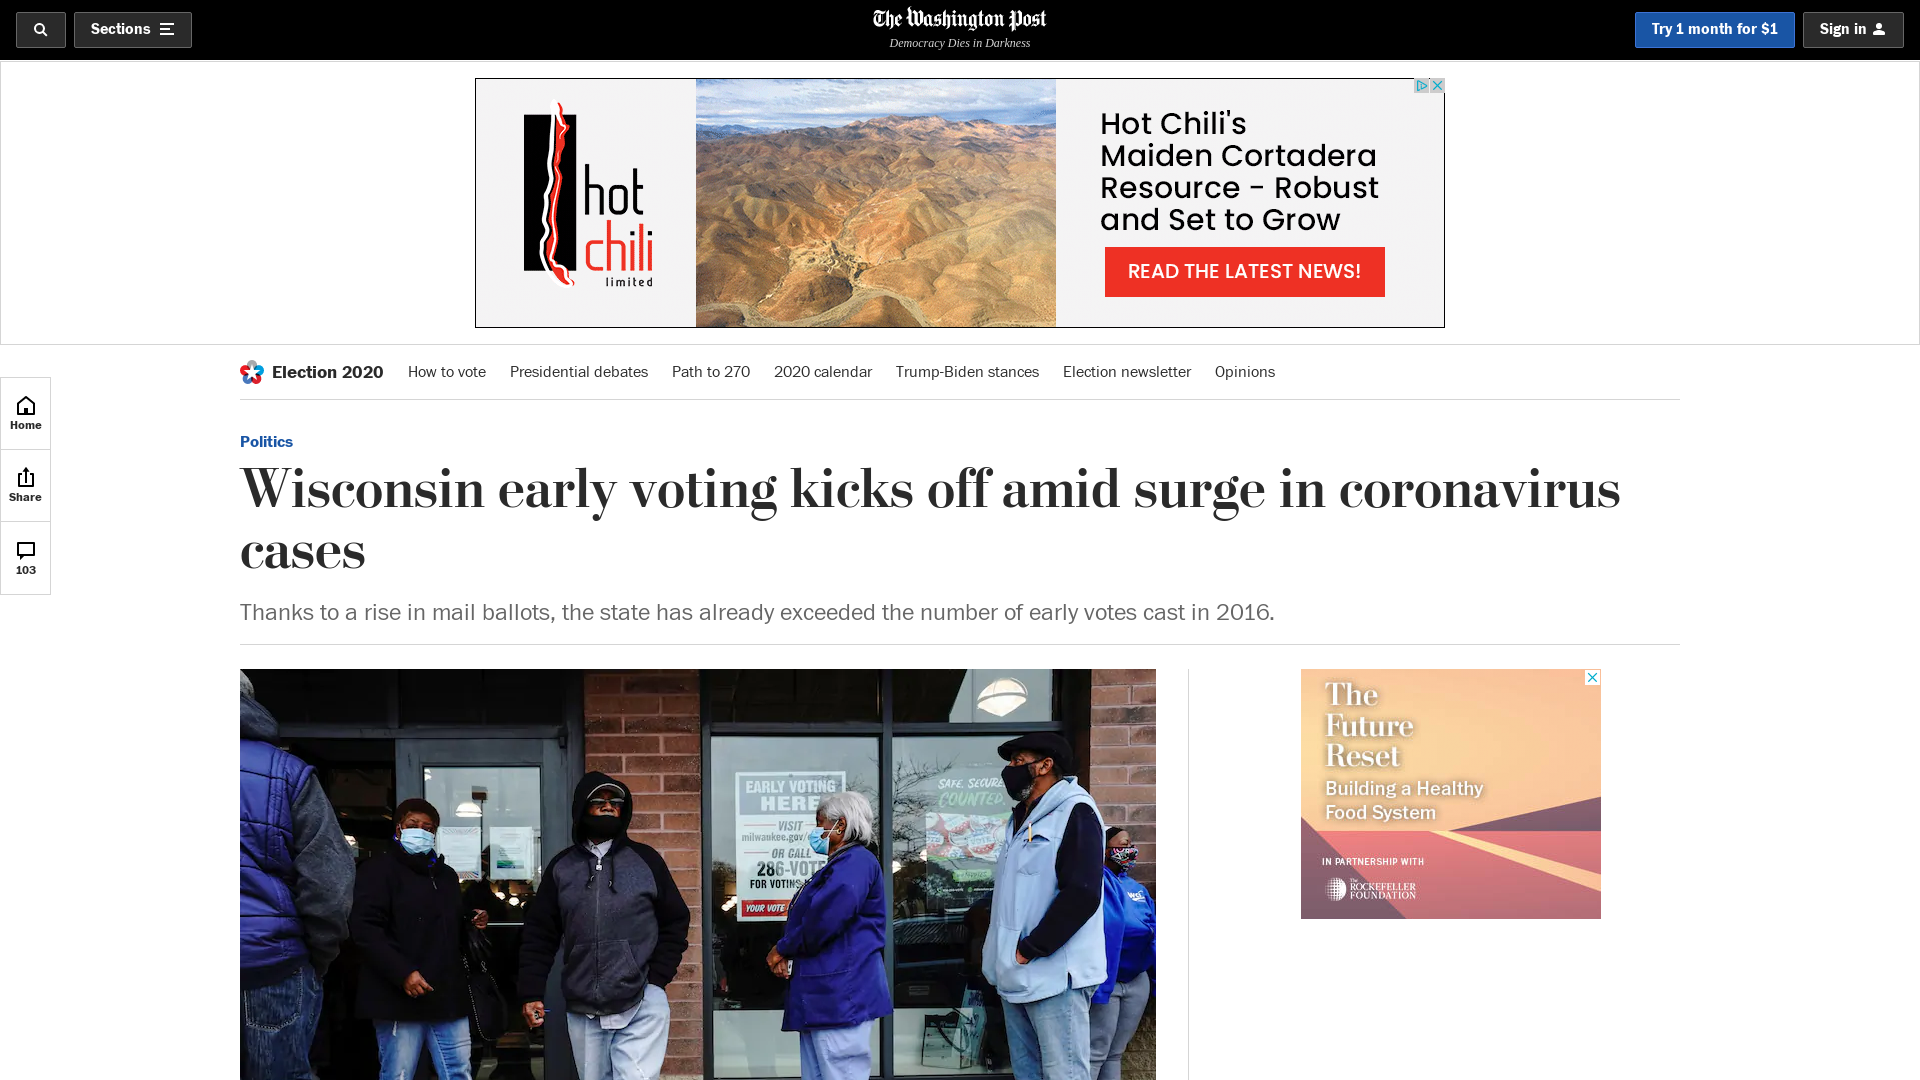 Sections
The Washington Post
Democracy Dies in Darkness
Try 1 month for $1
Sign in
hot
chili
limited
Hot Chili's
Maiden Cortadera
Resource - Robust
and Set to Grow
READ THE LATEST NEWS!
Election 2020
How to vote
Presidential debates
Path to 270
2020 calendar
Trump-Biden stances
Election newsletter
Opinions
Home
Share
103
Politics
Wisconsin early voting kicks off amid surge in coronavirus
cases
Thanks to a rise in mail ballots, the state has already exceeded the number of early votes cast in 2016.
EARLY VOTING
HERE
VISIT
milwaukee.gov/
OR CALL
286-VOTE
FOR VOTING
YOUR VOTE
SAFE. SECURE.
COUNTED.
The
Future
Reset
Building a Healthy
Food System
IN PARTNERSHIP WITH
The
ROCKEFELLER
FOUNDATION